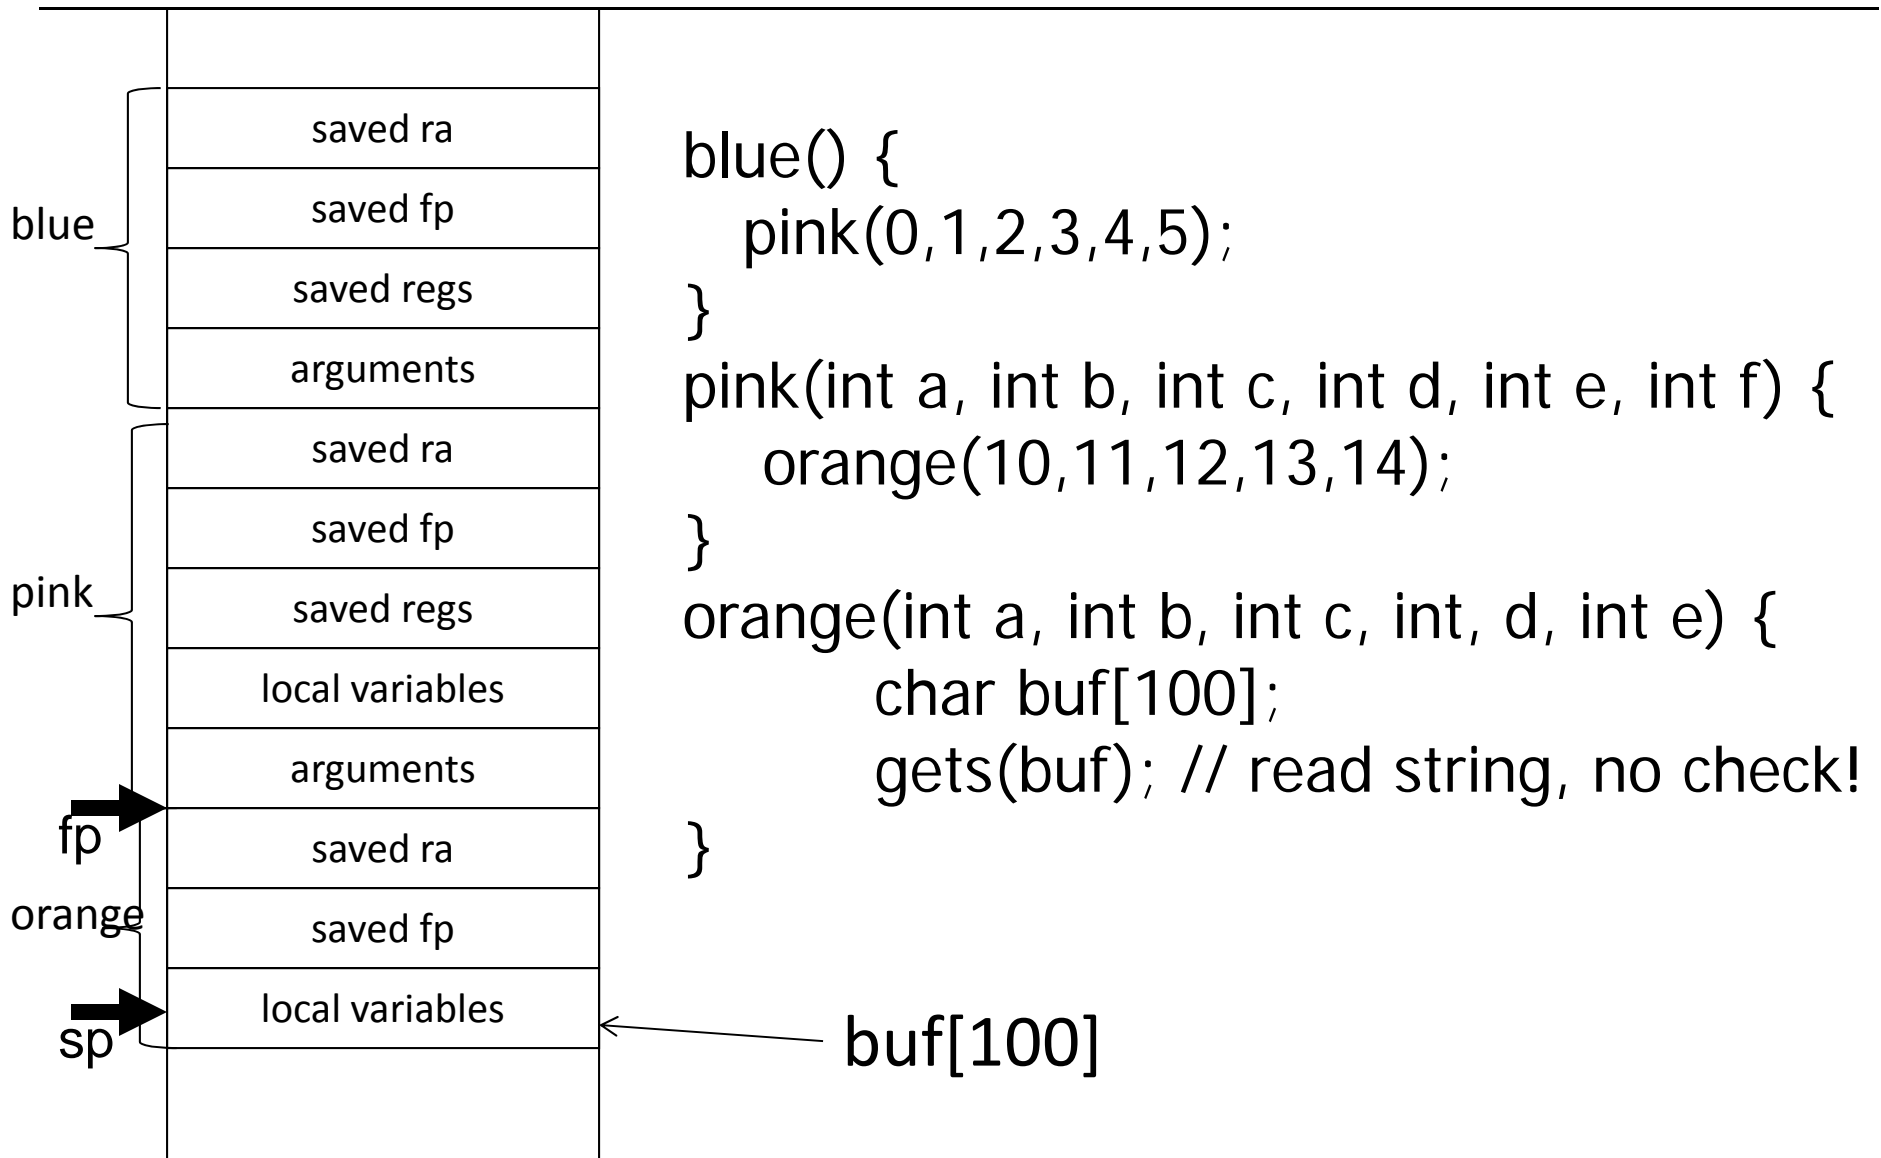 saved ra
saved fp
blue
saved regs
arguments
saved ra
saved fp
pink
saved regs
local variables
arguments
fp
saved ra
orange
saved fp
sp
local variables
blue() {
pink(0,1,2,3,4,5);
}
pink(int a, int b, int c, int d, int e, int f) {
orange(10,11,12,13,14);
}
orange(int a, int b, int c, int, d, int e) {
char buf[100];
gets(buf); // read string, no check!
}
buf[100]